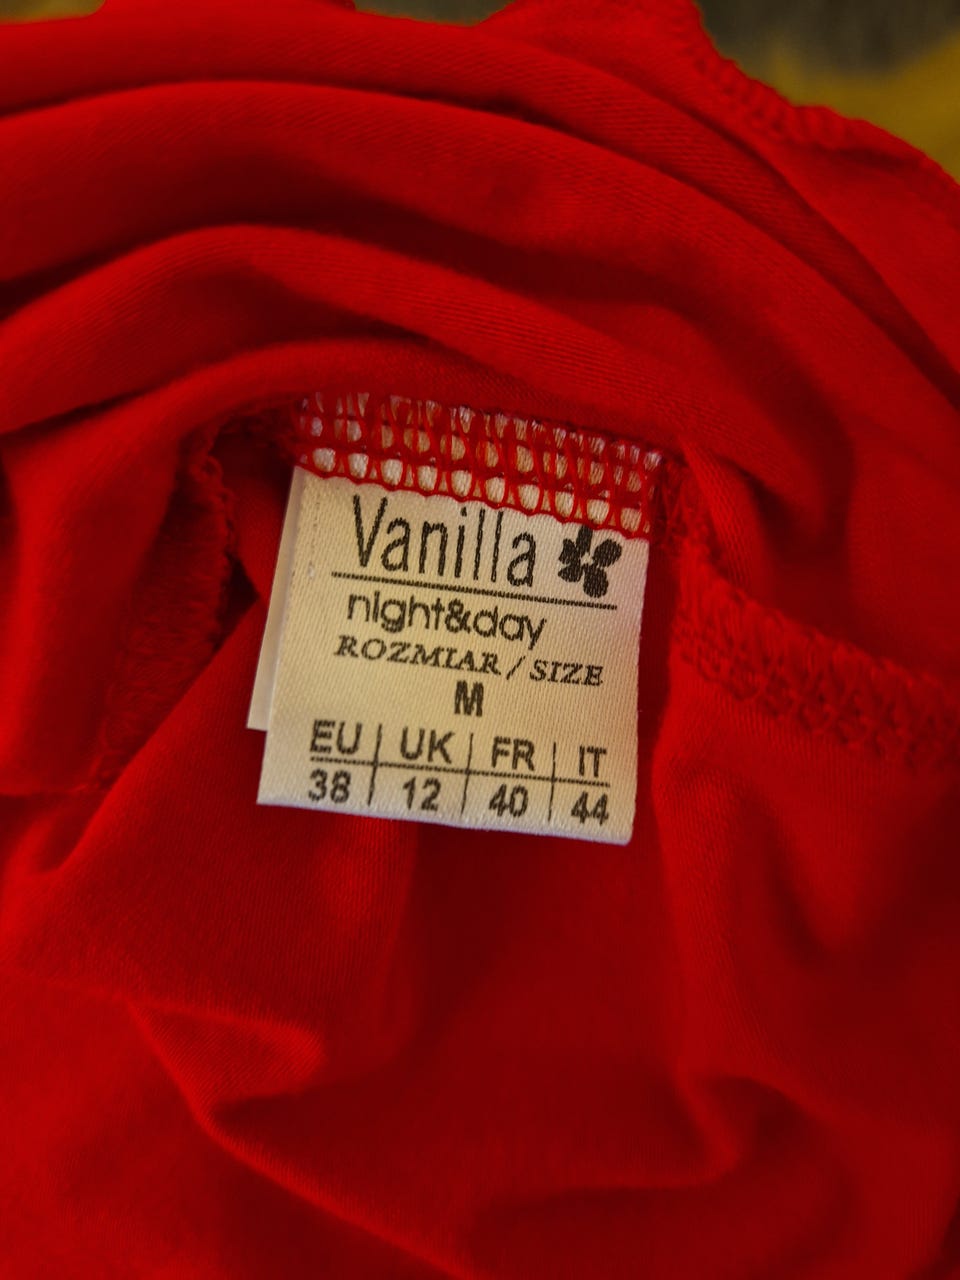 Vanilla
night&day
ROZMIAR / SIZE
M
EU | UK | FR | IT
38 | 12 | 40 | 44